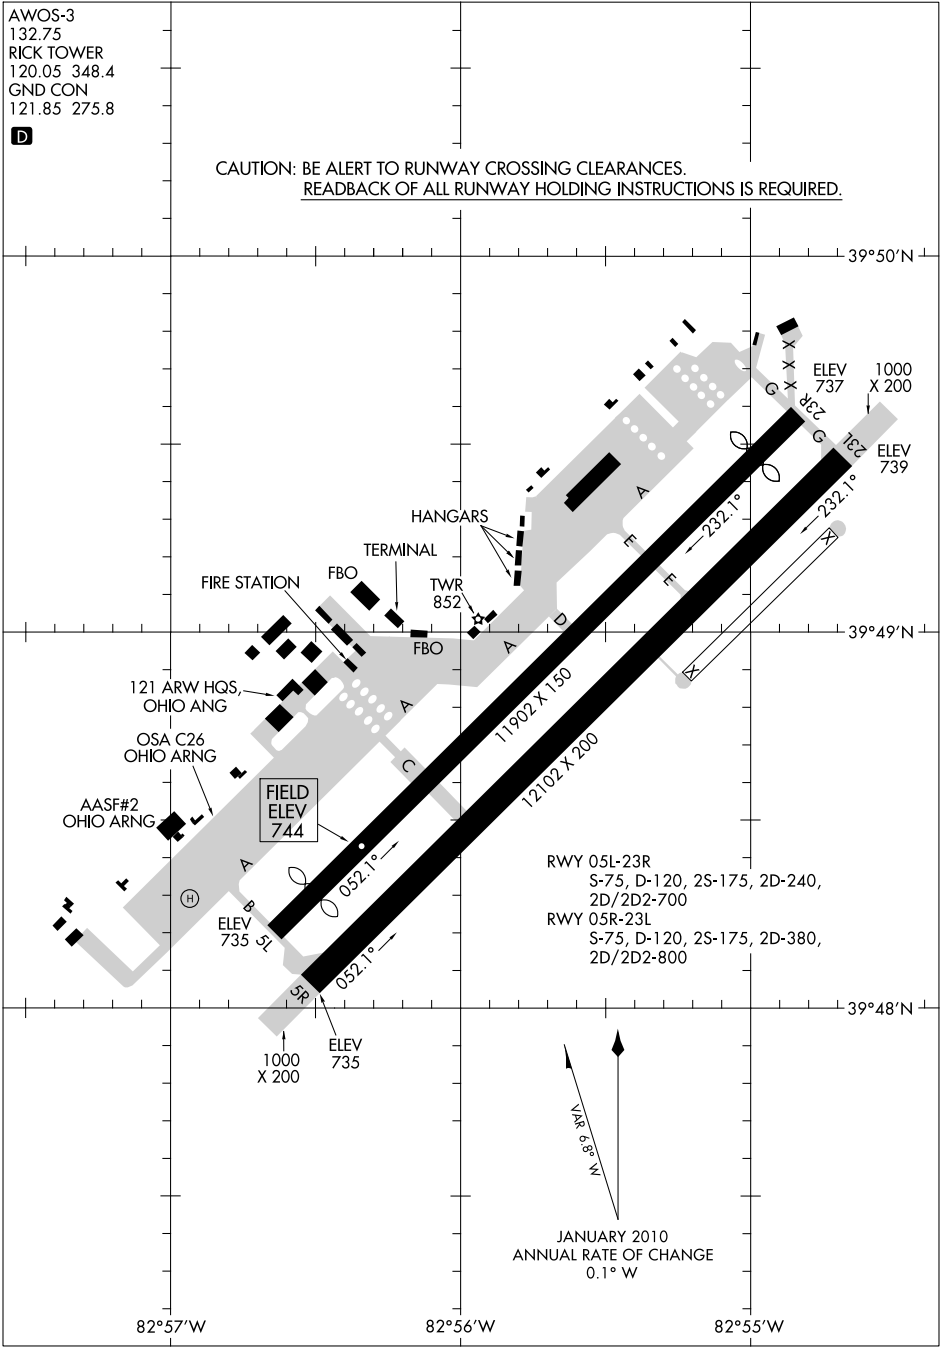 AWOS-3
132.75
RICK TOWER
120.05 348.4
GND CON
121.85 275.8
D
CAUTION: BE ALERT TO RUNWAY CROSSING CLEARANCES.
READBACK OF ALL RUNWAY HOLDING INSTRUCTIONS IS REQUIRED.
39°50'N
X
X
X
ELEV
737
1000
X 200
G
23R
G
23L
ELEV
739
232.1°
232.1°
A
HANGARS
TERMINAL
FBO
FIRE STATION
TWR
852
E
E
X
D
39°49'N
FBO
A
X
121 ARW HQS,
OHIO ANG
A
11902 X 150
OSA C26
OHIO ARNG
C
12102 X 200
AASF#2
OHIO ARNG
FIELD
ELEV
744
A
052.1°
RWY 05L-23R
S-75, D-120, 2S-175, 2D-240,
2D/2D2-700
RWY 05R-23L
S-75, D-120, 2S-175, 2D-380,
2D/2D2-800
H
B
ELEV
735
5L
052.1°
5R
39°48'N
ELEV
735
1000
X 200
VAR 6.8° W
JANUARY 2010
ANNUAL RATE OF CHANGE
0.1° W
82°57'W
82°56'W
82°55'W